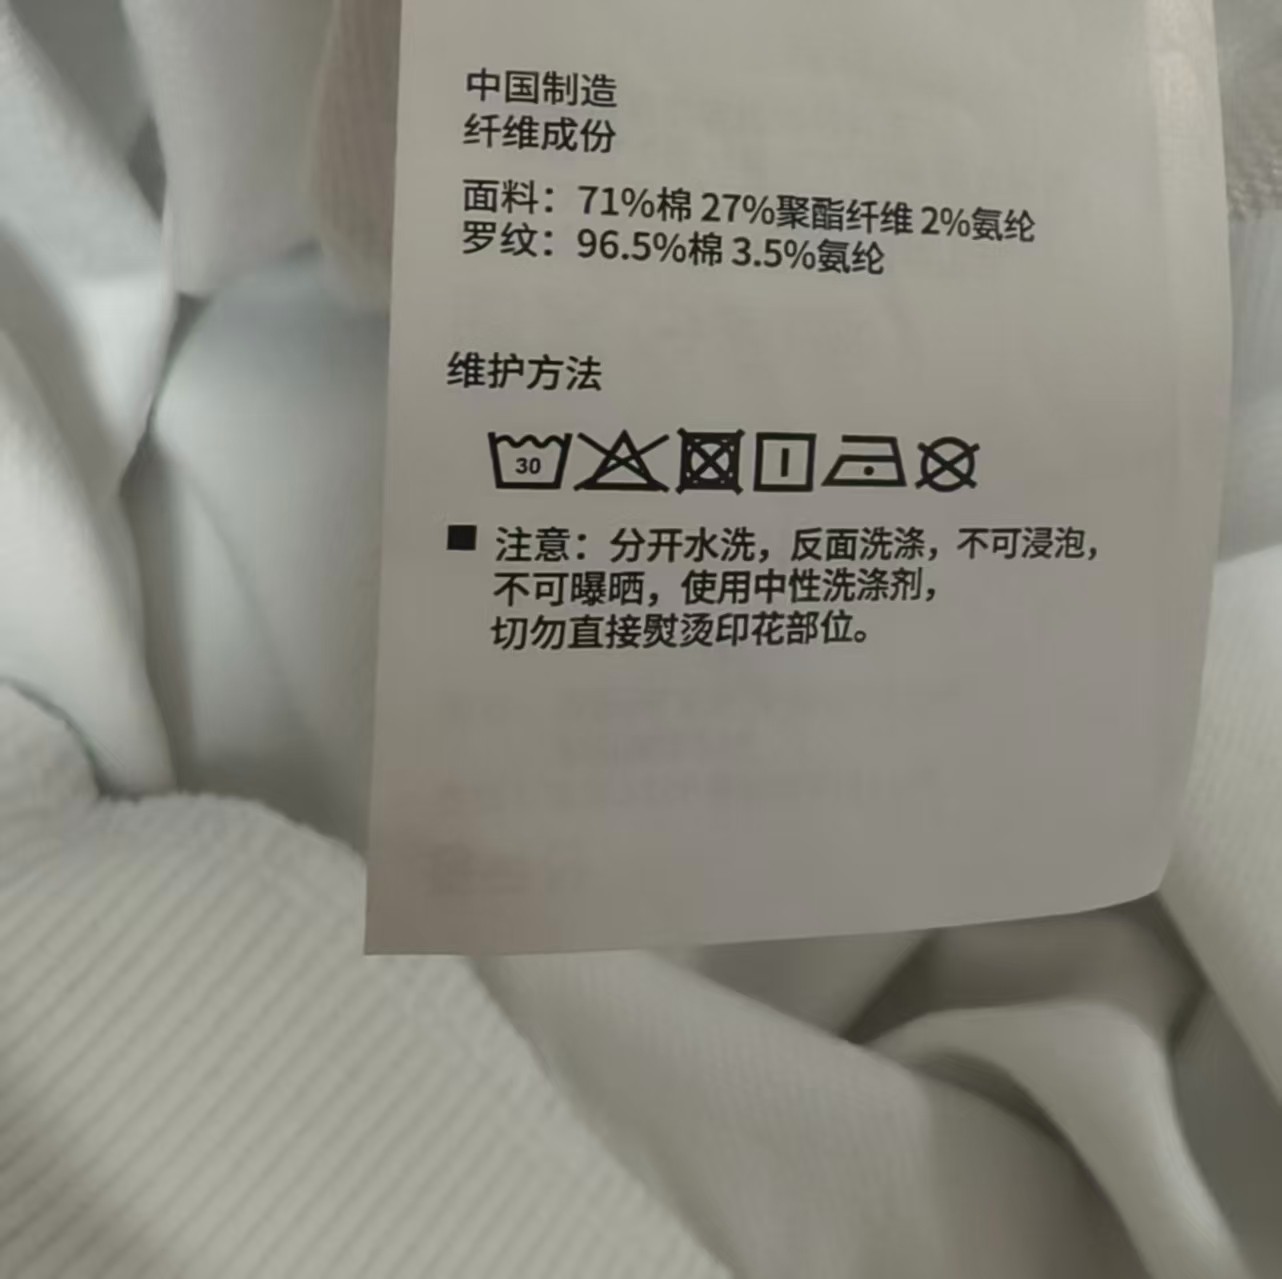 中国制造
纤维成份
面料：71%棉 27%聚酯纤维 2%氨纶
罗纹：96.5%棉 3.5%氨纶
维护方法
30
■ 注意：分开水洗，反面洗涤，不可浸泡，
不可曝晒，使用中性洗涤剂，
切勿直接熨烫印花部位。